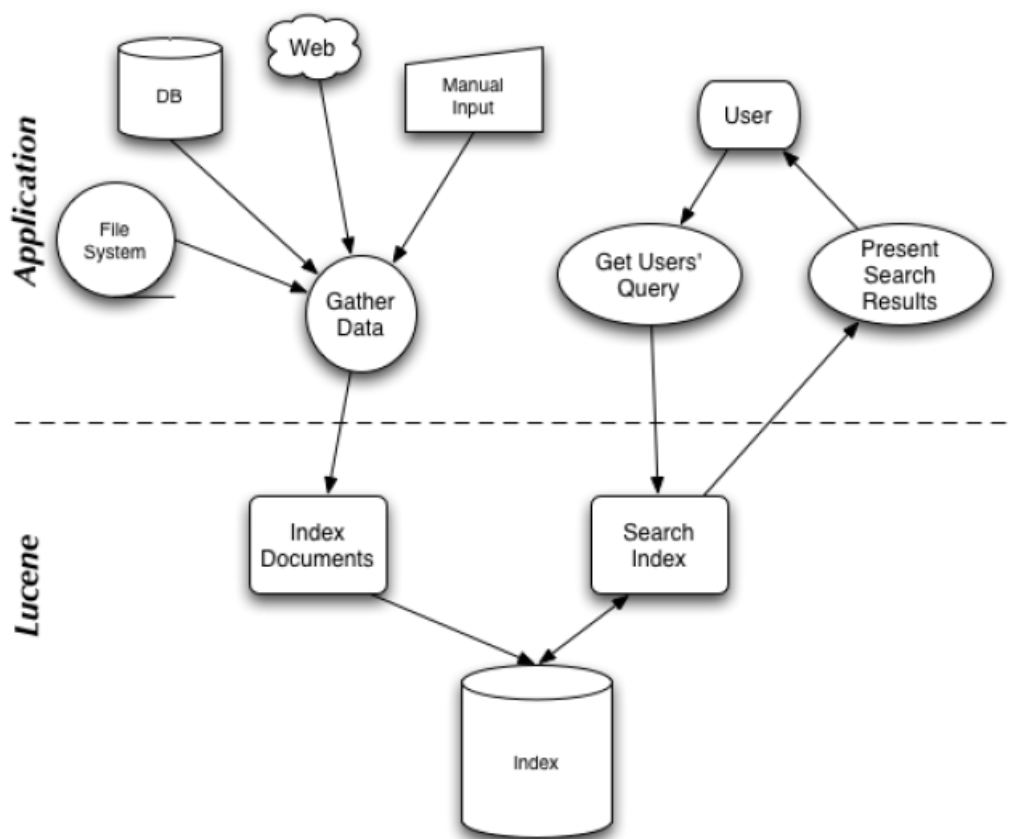 Application
Web
DB
Manual
Input
User
File
System
Gather
Data
Get Users'
Query
Present
Search
Results
Lucene
Index
Documents
Search
Index
Index